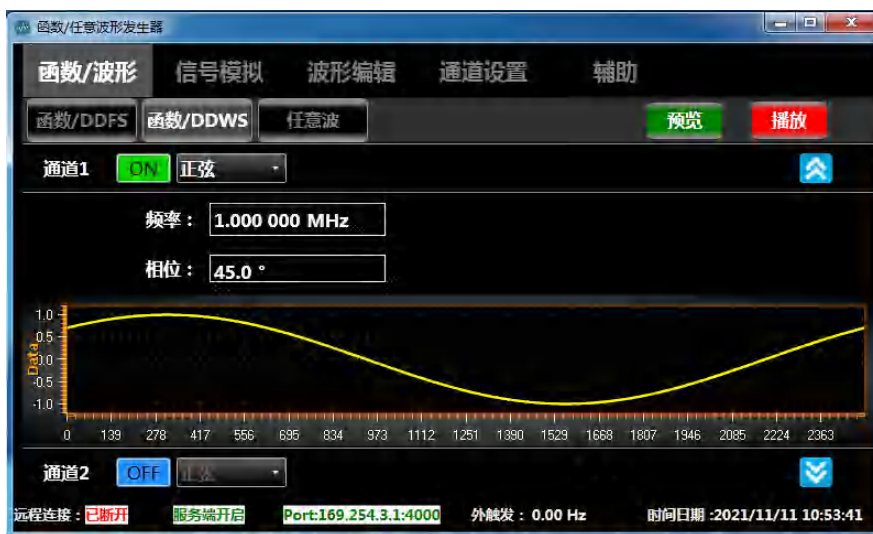 函数/任意波形发生器
函数/波形 信号模拟 波形编辑 通道设置 辅助
函数/DDFS 函数/DDWS 任意波 预览 播放
通道1 ON 正弦
频率： 1.000 000 MHz
相位： 45.0 °
1.0
0.5
0.0
-0.5
-1.0
Data
0 139 278 417 556 695 834 973 1112 1251 1390 1529 1668 1807 1946 2085 2224 2363
通道2 OFF 正弦
远程连接：已断开 服务端开启 Port:169.254.3.1:4000 外触发： 0.00 Hz 时间日期 :2021/11/11 10:53:41